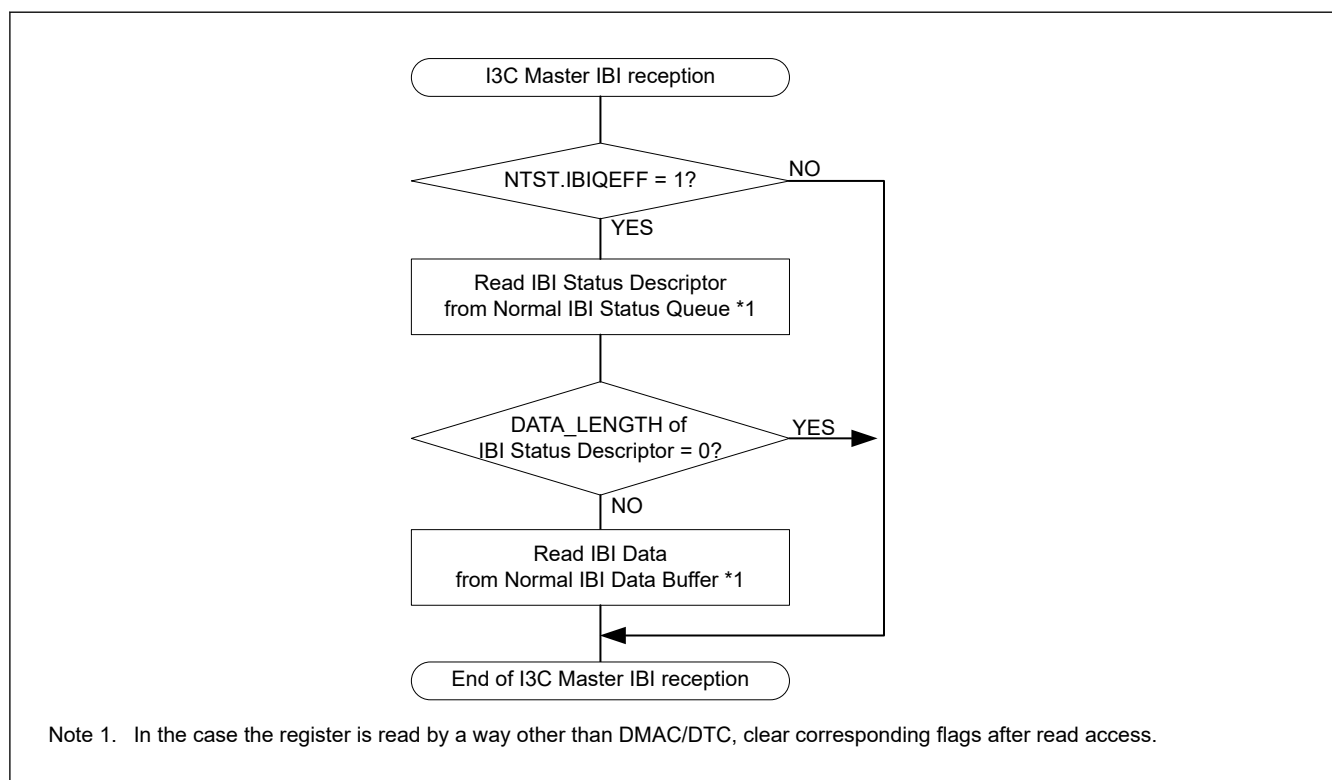 I3C Master IBI reception
NTST.IBIQEFF = 1?
NO
YES
Read IBI Status Descriptor
from Normal IBI Status Queue *1
DATA_LENGTH of
IBI Status Descriptor = 0?
YES
NO
Read IBI Data
from Normal IBI Data Buffer *1
End of I3C Master IBI reception
Note 1. In the case the register is read by a way other than DMAC/DTC, clear corresponding flags after read access.